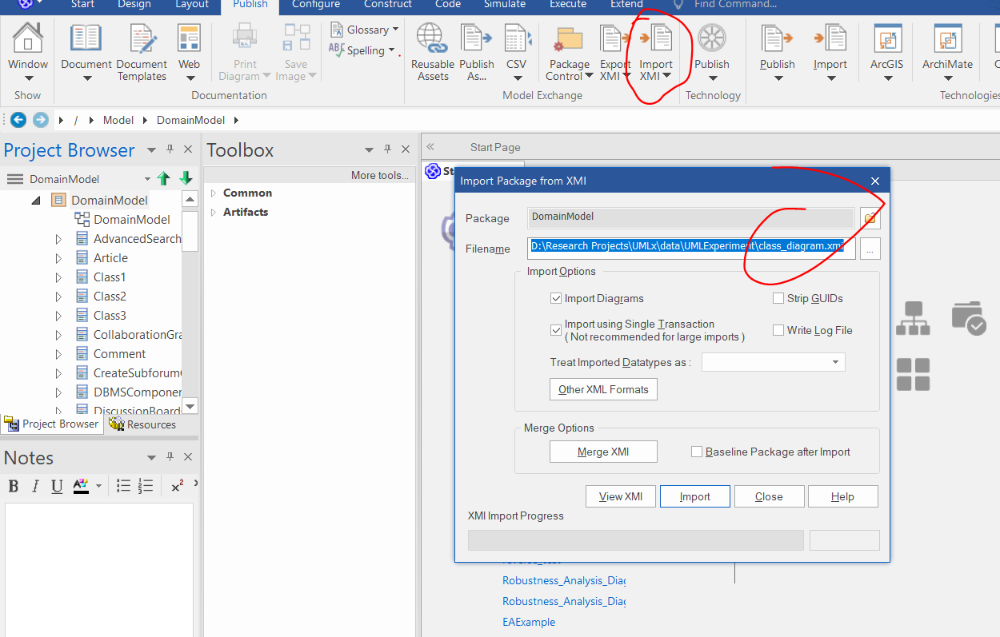 Start Design Layout Publish Configure Construct Code Simulate Execute Extend Find Command...
Window
Document
Document Templates
Web
Print Diagram
Save Image
Glossary
ABC Spelling
Reusable Assets
Publish As...
CSV
Package Control
Export XMI
Import XMI
Publish
Publish
Import
ArcGIS
ArchiMate
Show Documentation Model Exchange Technology Technologies
/ Model DomainModel
Project Browser
DomainModel
DomainModel
DomainModel
AdvancedSearch
Article
Class1
Class2
Class3
CollaborationGra
Comment
CreateSubforum
DBMSComponen
DiscussionBoard
Project Browser Resources
Notes
B I U A x²
Toolbox
More tools...
Common
Artifacts
Start Page
St
Import Package from XMI
Package DomainModel
Filename D:\Research Projects\UMLx\data\UMLExperiment\class_diagram.xmi
...
Import Options
Import Diagrams Strip GUIDs
Import using Single Transaction
( Not recommended for large imports ) Write Log File
Treat Imported Datatypes as :
Other XML Formats
Merge Options
Merge XMI Baseline Package after Import
View XMI Import Close Help
XMI Import Progress
Robustness_Analysis_Diag
Robustness_Analysis_Diag
EAExample